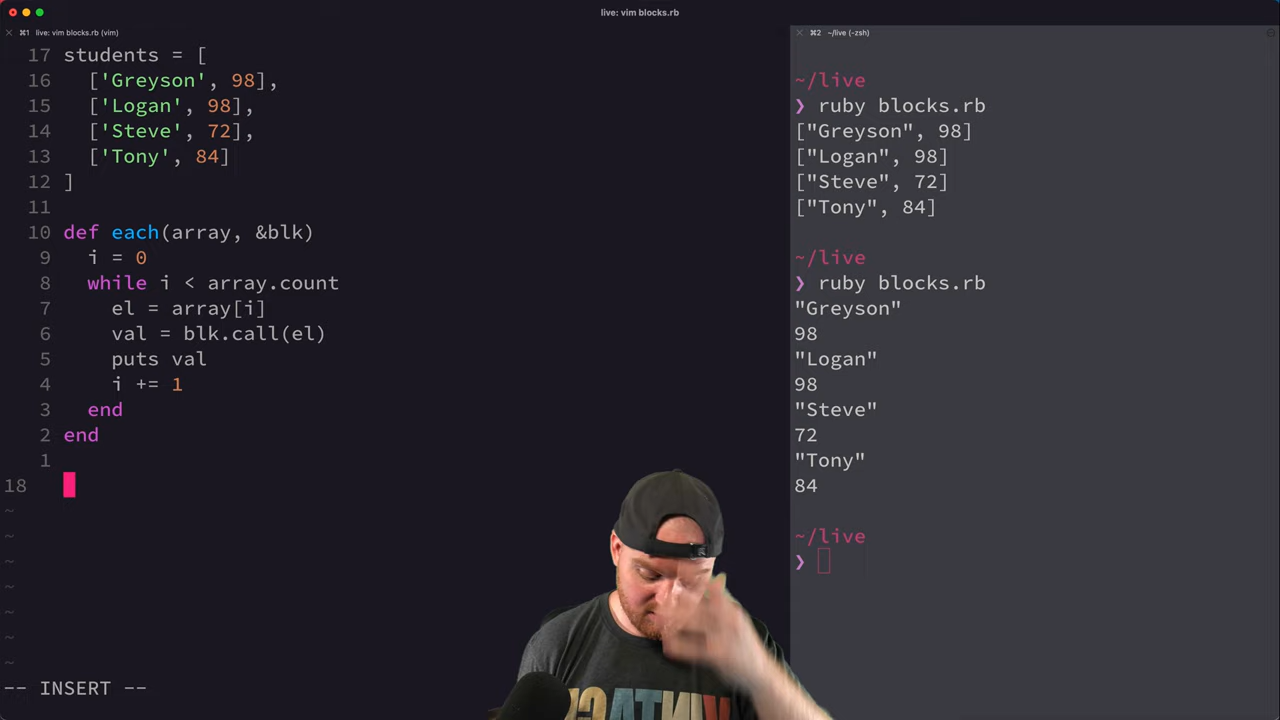 live: vim blocks.rb
⌘1 live: vim blocks.rb (vim)
17 students = [
16 ['Greyson', 98],
15 ['Logan', 98],
14 ['Steve', 72],
13 ['Tony', 84]
12 ]
11
10 def each(array, &blk)
9 i = 0
8 while i < array.count
7 el = array[i]
6 val = blk.call(el)
5 puts val
4 i += 1
3 end
2 end
1
18
~
~
~
~
~
~
~
-- INSERT --
⌘2 ~/live (-zsh)
~/live
❯ ruby blocks.rb
["Greyson", 98]
["Logan", 98]
["Steve", 72]
["Tony", 84]
~/live
❯ ruby blocks.rb
"Greyson"
98
"Logan"
98
"Steve"
72
"Tony"
84
~/live
❯